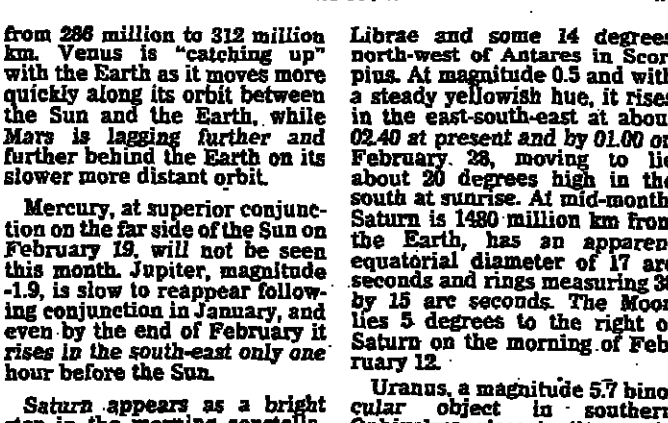 from 286 million to 312 million
km. Venus is "catching up"
with the Earth as it moves more
quickly along its orbit between
the Sun and the Earth, while
Mars is lagging further and
further behind the Earth on its
slower more distant orbit.
Mercury, at superior conjunc-
tion on the far side of the Sun on
February 19, will not be seen
this month. Jupiter, magnitude
-1.9, is slow to reappear follow-
ing conjunction in January, and
even by the end of February it
rises in the south-east only one
hour before the Sun.
Saturn appears as a bright
star in the morning
Librae and some 14 degrees
north-west of Antares in Scor
pius. At magnitude 0.5 and with
a steady yellowish hue, it rises
in the east-south-east at abou
02.40 at present and by 01.00 on
February 28, moving to lie
about 20 degrees high in the
south at sunrise. At mid-month
Saturn is 1480 million km from
the Earth, has an apparen
equatorial diameter of 17 arc
seconds and rings measuring 38
by 15 arc seconds. The Moon
lies 5 degrees to the right o
Saturn on the morning of Feb
ruary 12.
Uranus, a magnitude 5.7 bino
cular object in southern